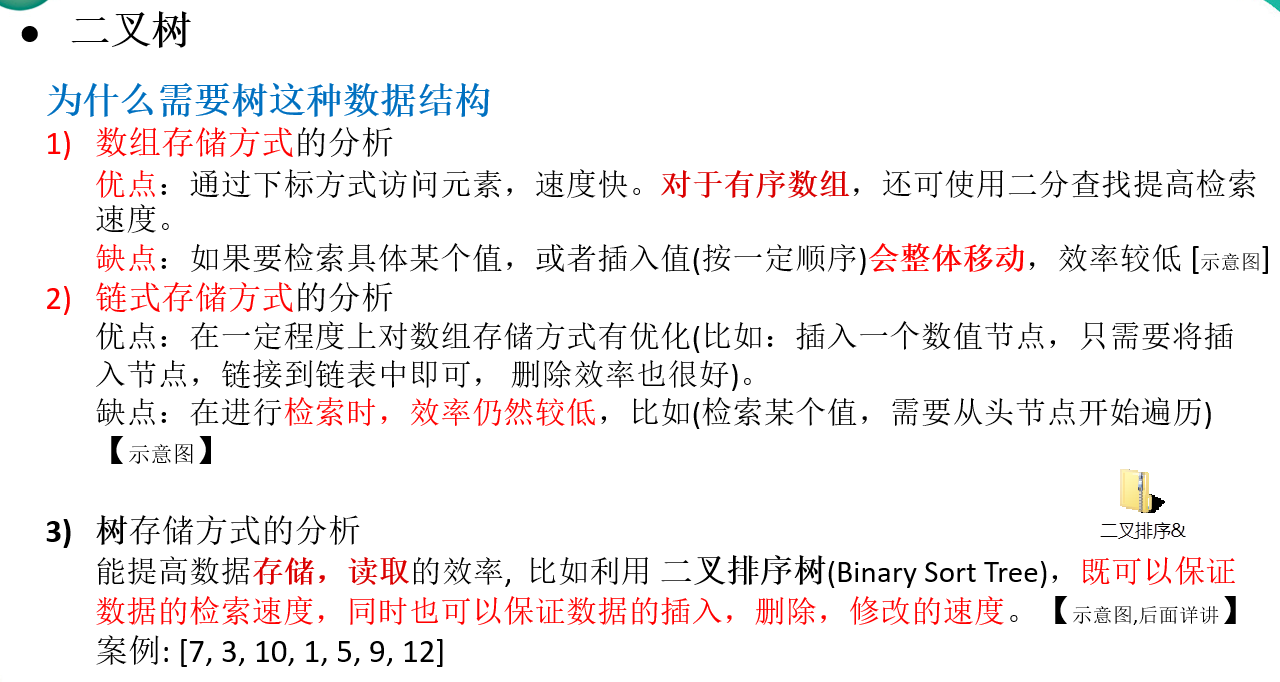 ● 二叉树
为什么需要树这种数据结构
1) 数组存储方式的分析
优点：通过下标方式访问元素，速度快。对于有序数组，还可使用二分查找提高检索
速度。
缺点：如果要检索具体某个值，或者插入值(按一定顺序)会整体移动，效率较低 [示意图]
2) 链式存储方式的分析
优点：在一定程度上对数组存储方式有优化(比如：插入一个数值节点，只需要将插
入节点，链接到链表中即可， 删除效率也很好)。
缺点：在进行检索时，效率仍然较低，比如(检索某个值，需要从头节点开始遍历)
【示意图】
二叉排序&
3) 树存储方式的分析
能提高数据存储，读取的效率, 比如利用 二叉排序树(Binary Sort Tree)，既可以保证
数据的检索速度，同时也可以保证数据的插入，删除，修改的速度。【示意图,后面详讲】
案例: [7, 3, 10, 1, 5, 9, 12]